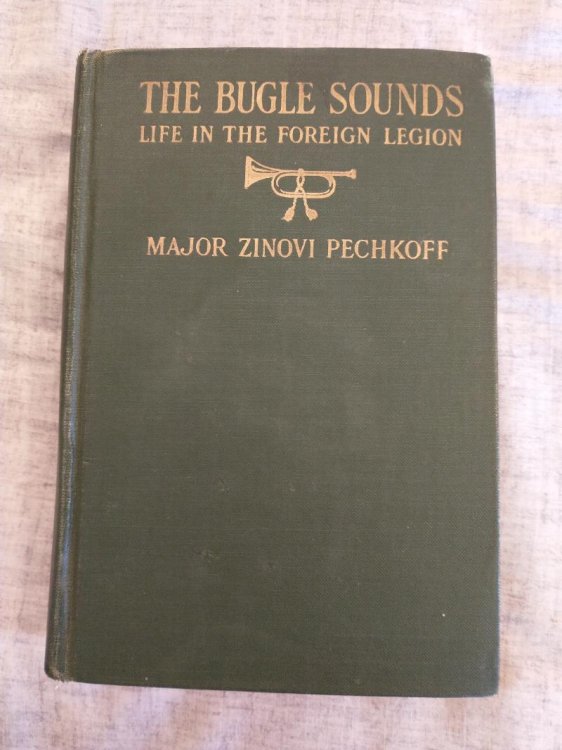 THE BUGLE SOUNDS
LIFE IN THE FOREIGN LEGION
MAJOR ZINOVI PECHKOFF